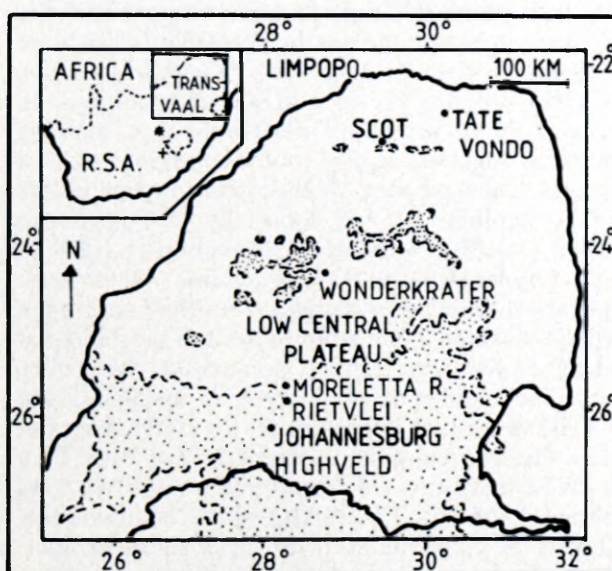 28°
30°
22°
AFRICA
LIMPOPO
100 KM
TRANS-
VAAL
SCOT
TATE
VONDO
R.S.A.
24°
N
24°
WONDERKRATER
LOW CENTRAL
PLATEAU
MORELETTA R.
RIETVLEI
26°
26°
JOHANNESBURG
HIGHVELD
26°
28°
30°
32°